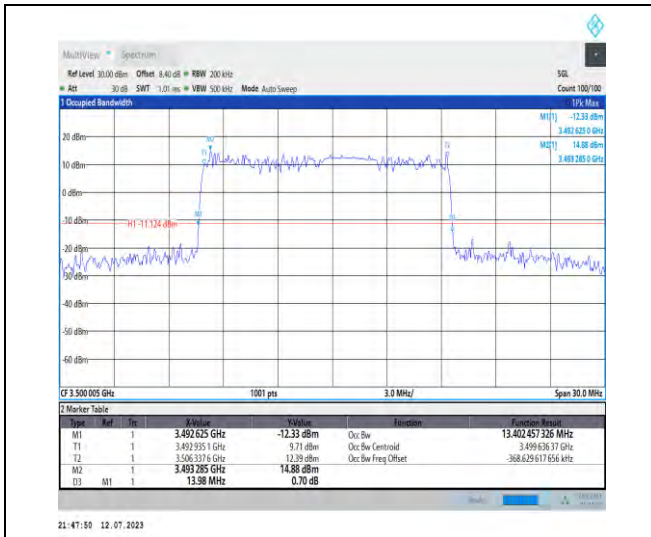 MultiView Spectrum
Ref Level 30.00 dBm Offset 8.40 dB RBW 200 kHz SGL
Att 30 dB SWT 1.01 ms VBW 500 kHz Mode Auto Sweep Count 100/100
1 Occupied Bandwidth 1Pk Max
M1[1] -12.33 dBm
3.492 625 0 GHz
M2[1] 14.88 dBm
3.493 285 0 GHz
20 dBm
M2
T1 T2
10 dBm
0 dBm
-10 dBm
H1 -11.124 dBm
-20 dBm
-30 dBm
-40 dBm
-50 dBm
-60 dBm
CF 3.500 005 GHz 1001 pts 3.0 MHz/ Span 30.0 MHz
2 Marker Table
Type Ref Trc X-Value Y-Value Function Function Result
M1 1 3.492 625 GHz -12.33 dBm Occ Bw 13.402 457 326 MHz
T1 1 3.492 935 1 GHz 9.71 dBm Occ Bw Centroid 3.499 636 37 GHz
T2 1 3.506 337 6 GHz 12.39 dBm Occ Bw Freq Offset -368.629 617 656 kHz
M2 1 3.493 285 GHz 14.88 dBm
D3 M1 1 13.98 MHz 0.70 dB
21:47:50 12.07.2023